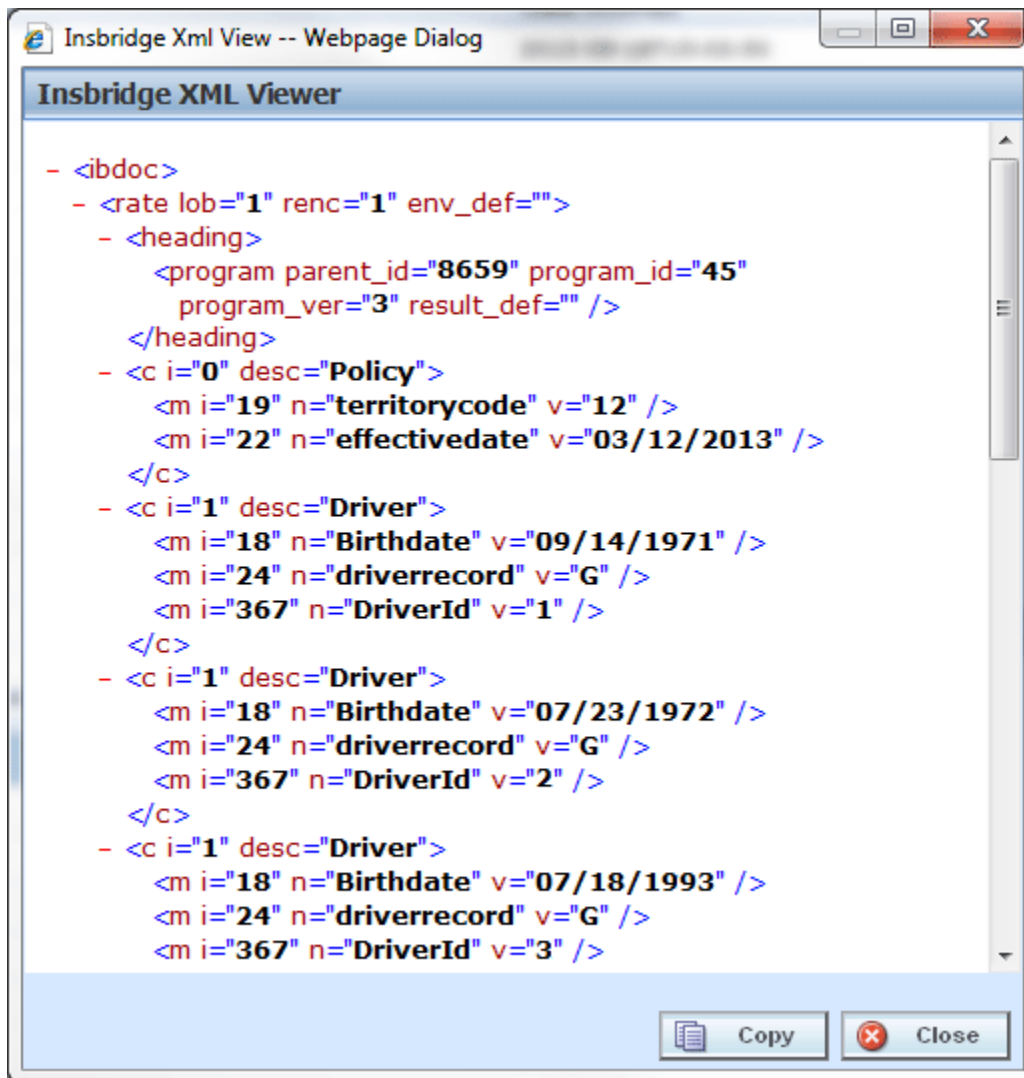 Insbridge Xml View -- Webpage Dialog
Insbridge XML Viewer
- <ibdoc>
- <rate lob="1" renc="1" env_def="">
- <heading>
<program parent_id="8659" program_id="45"
program_ver="3" result_def="" />
</heading>
- <c i="0" desc="Policy">
<m i="19" n="territorycode" v="12" />
<m i="22" n="effectivedate" v="03/12/2013" />
</c>
- <c i="1" desc="Driver">
<m i="18" n="Birthdate" v="09/14/1971" />
<m i="24" n="driverrecord" v="G" />
<m i="367" n="DriverId" v="1" />
</c>
- <c i="1" desc="Driver">
<m i="18" n="Birthdate" v="07/23/1972" />
<m i="24" n="driverrecord" v="G" />
<m i="367" n="DriverId" v="2" />
</c>
- <c i="1" desc="Driver">
<m i="18" n="Birthdate" v="07/18/1993" />
<m i="24" n="driverrecord" v="G" />
<m i="367" n="DriverId" v="3" />
Copy Close